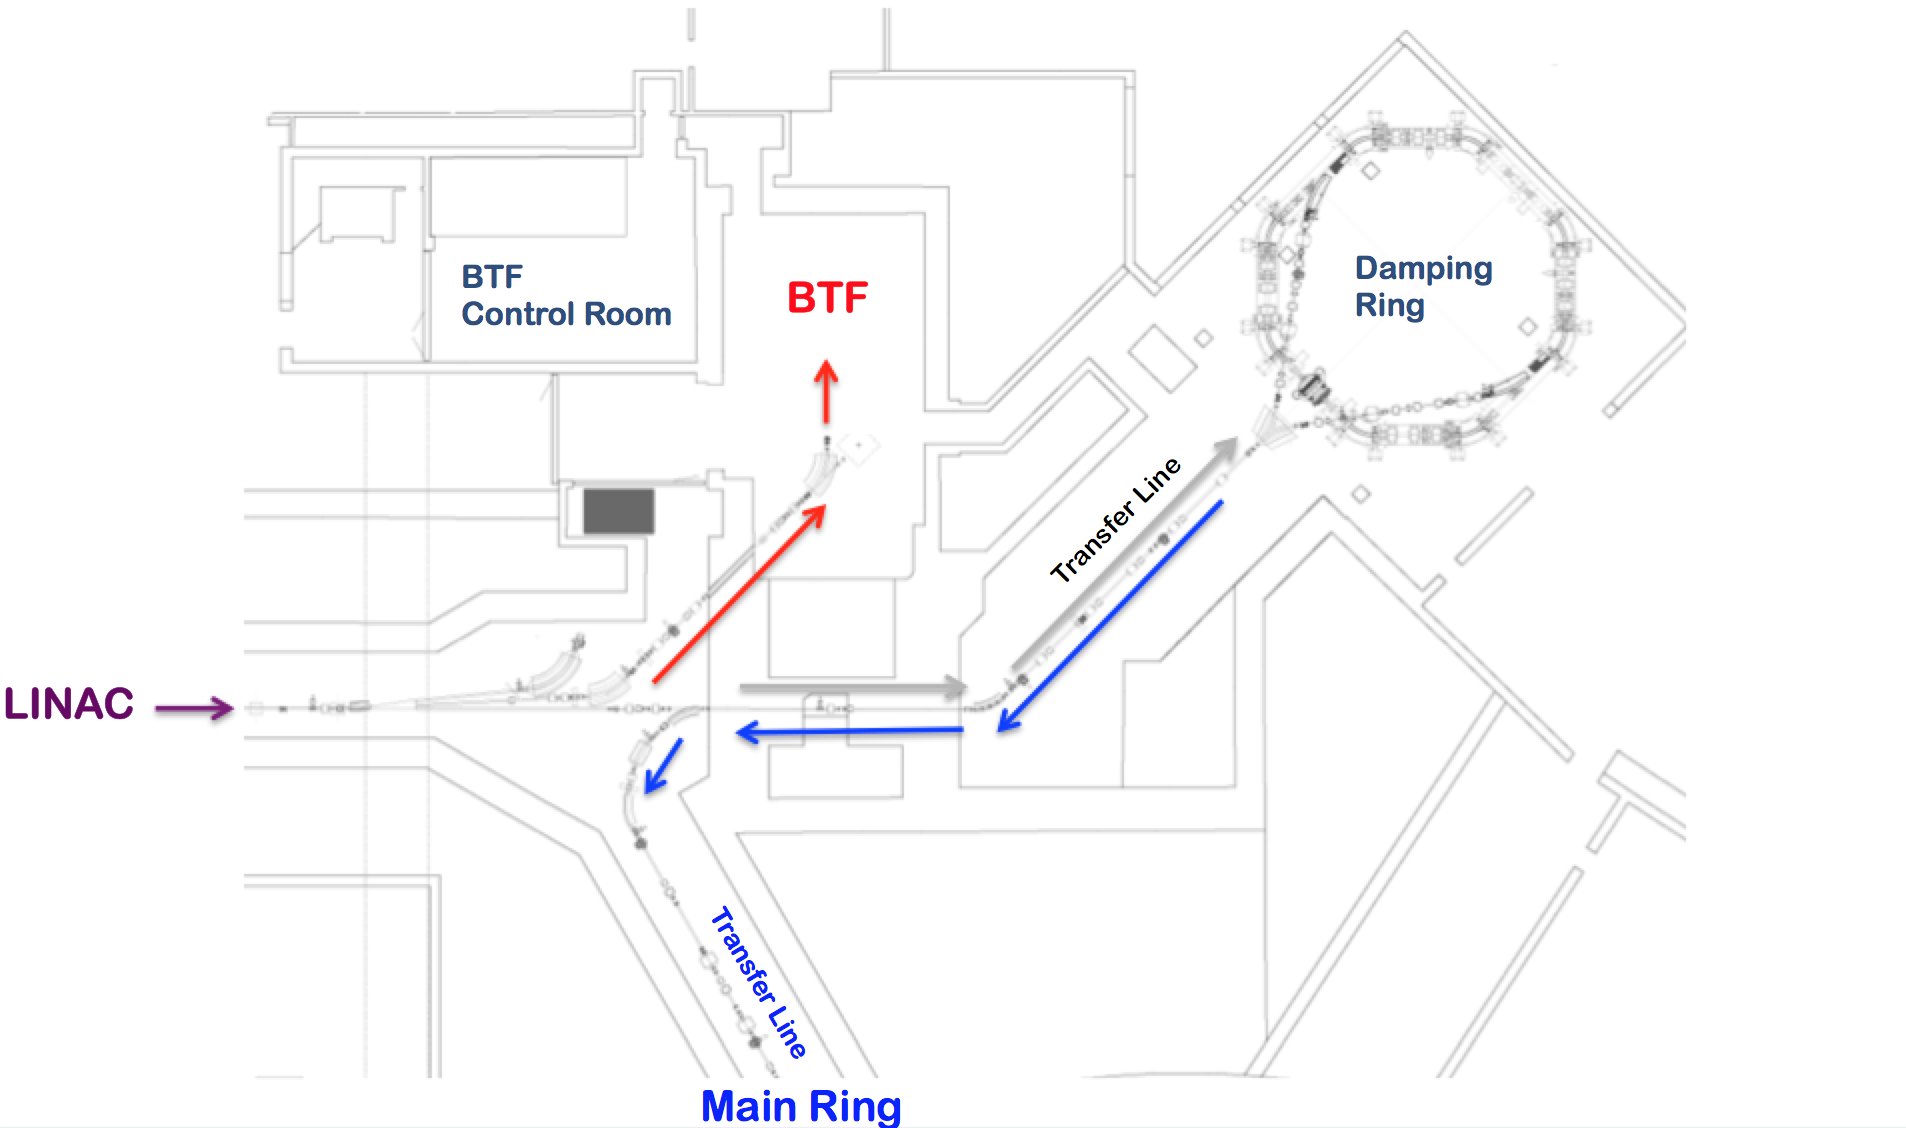 BTF
Control Room
BTF
Damping
Ring
Transfer Line
LINAC
Transfer Line
Main Ring